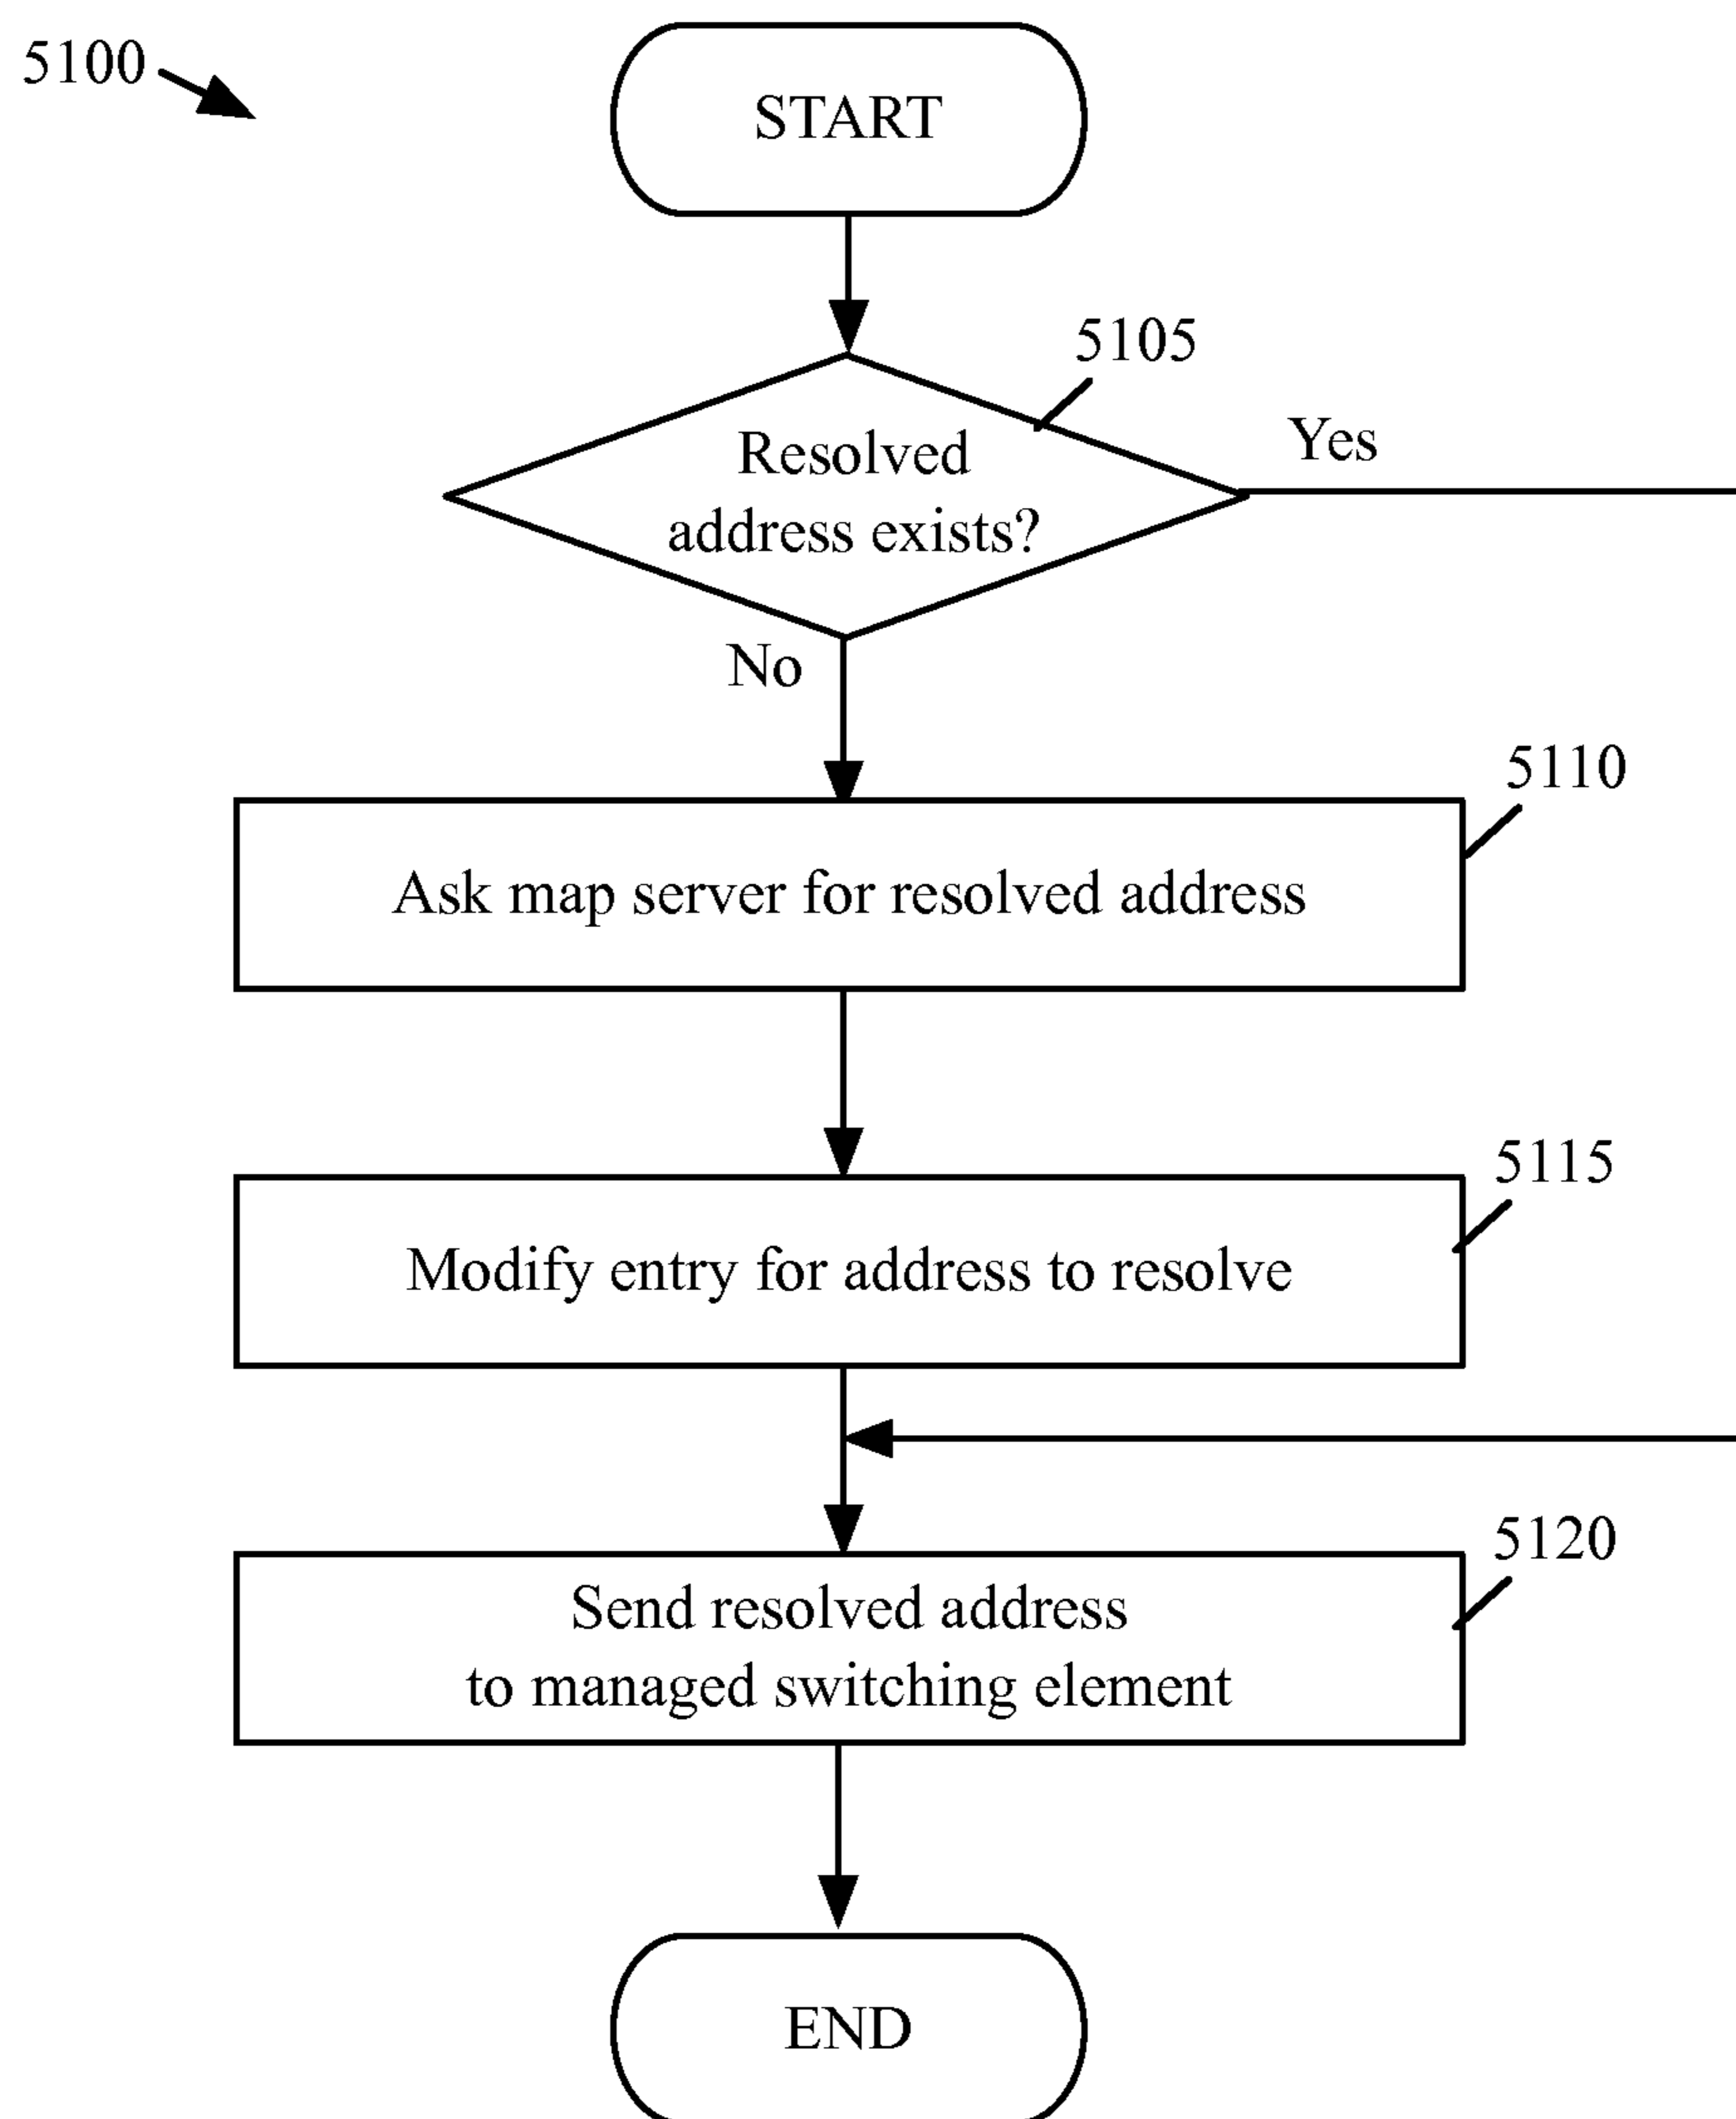 5100
START
5105
Resolved
address exists?
Yes
No
5110
Ask map server for resolved address
5115
Modify entry for address to resolve
5120
Send resolved address
to managed switching element
END